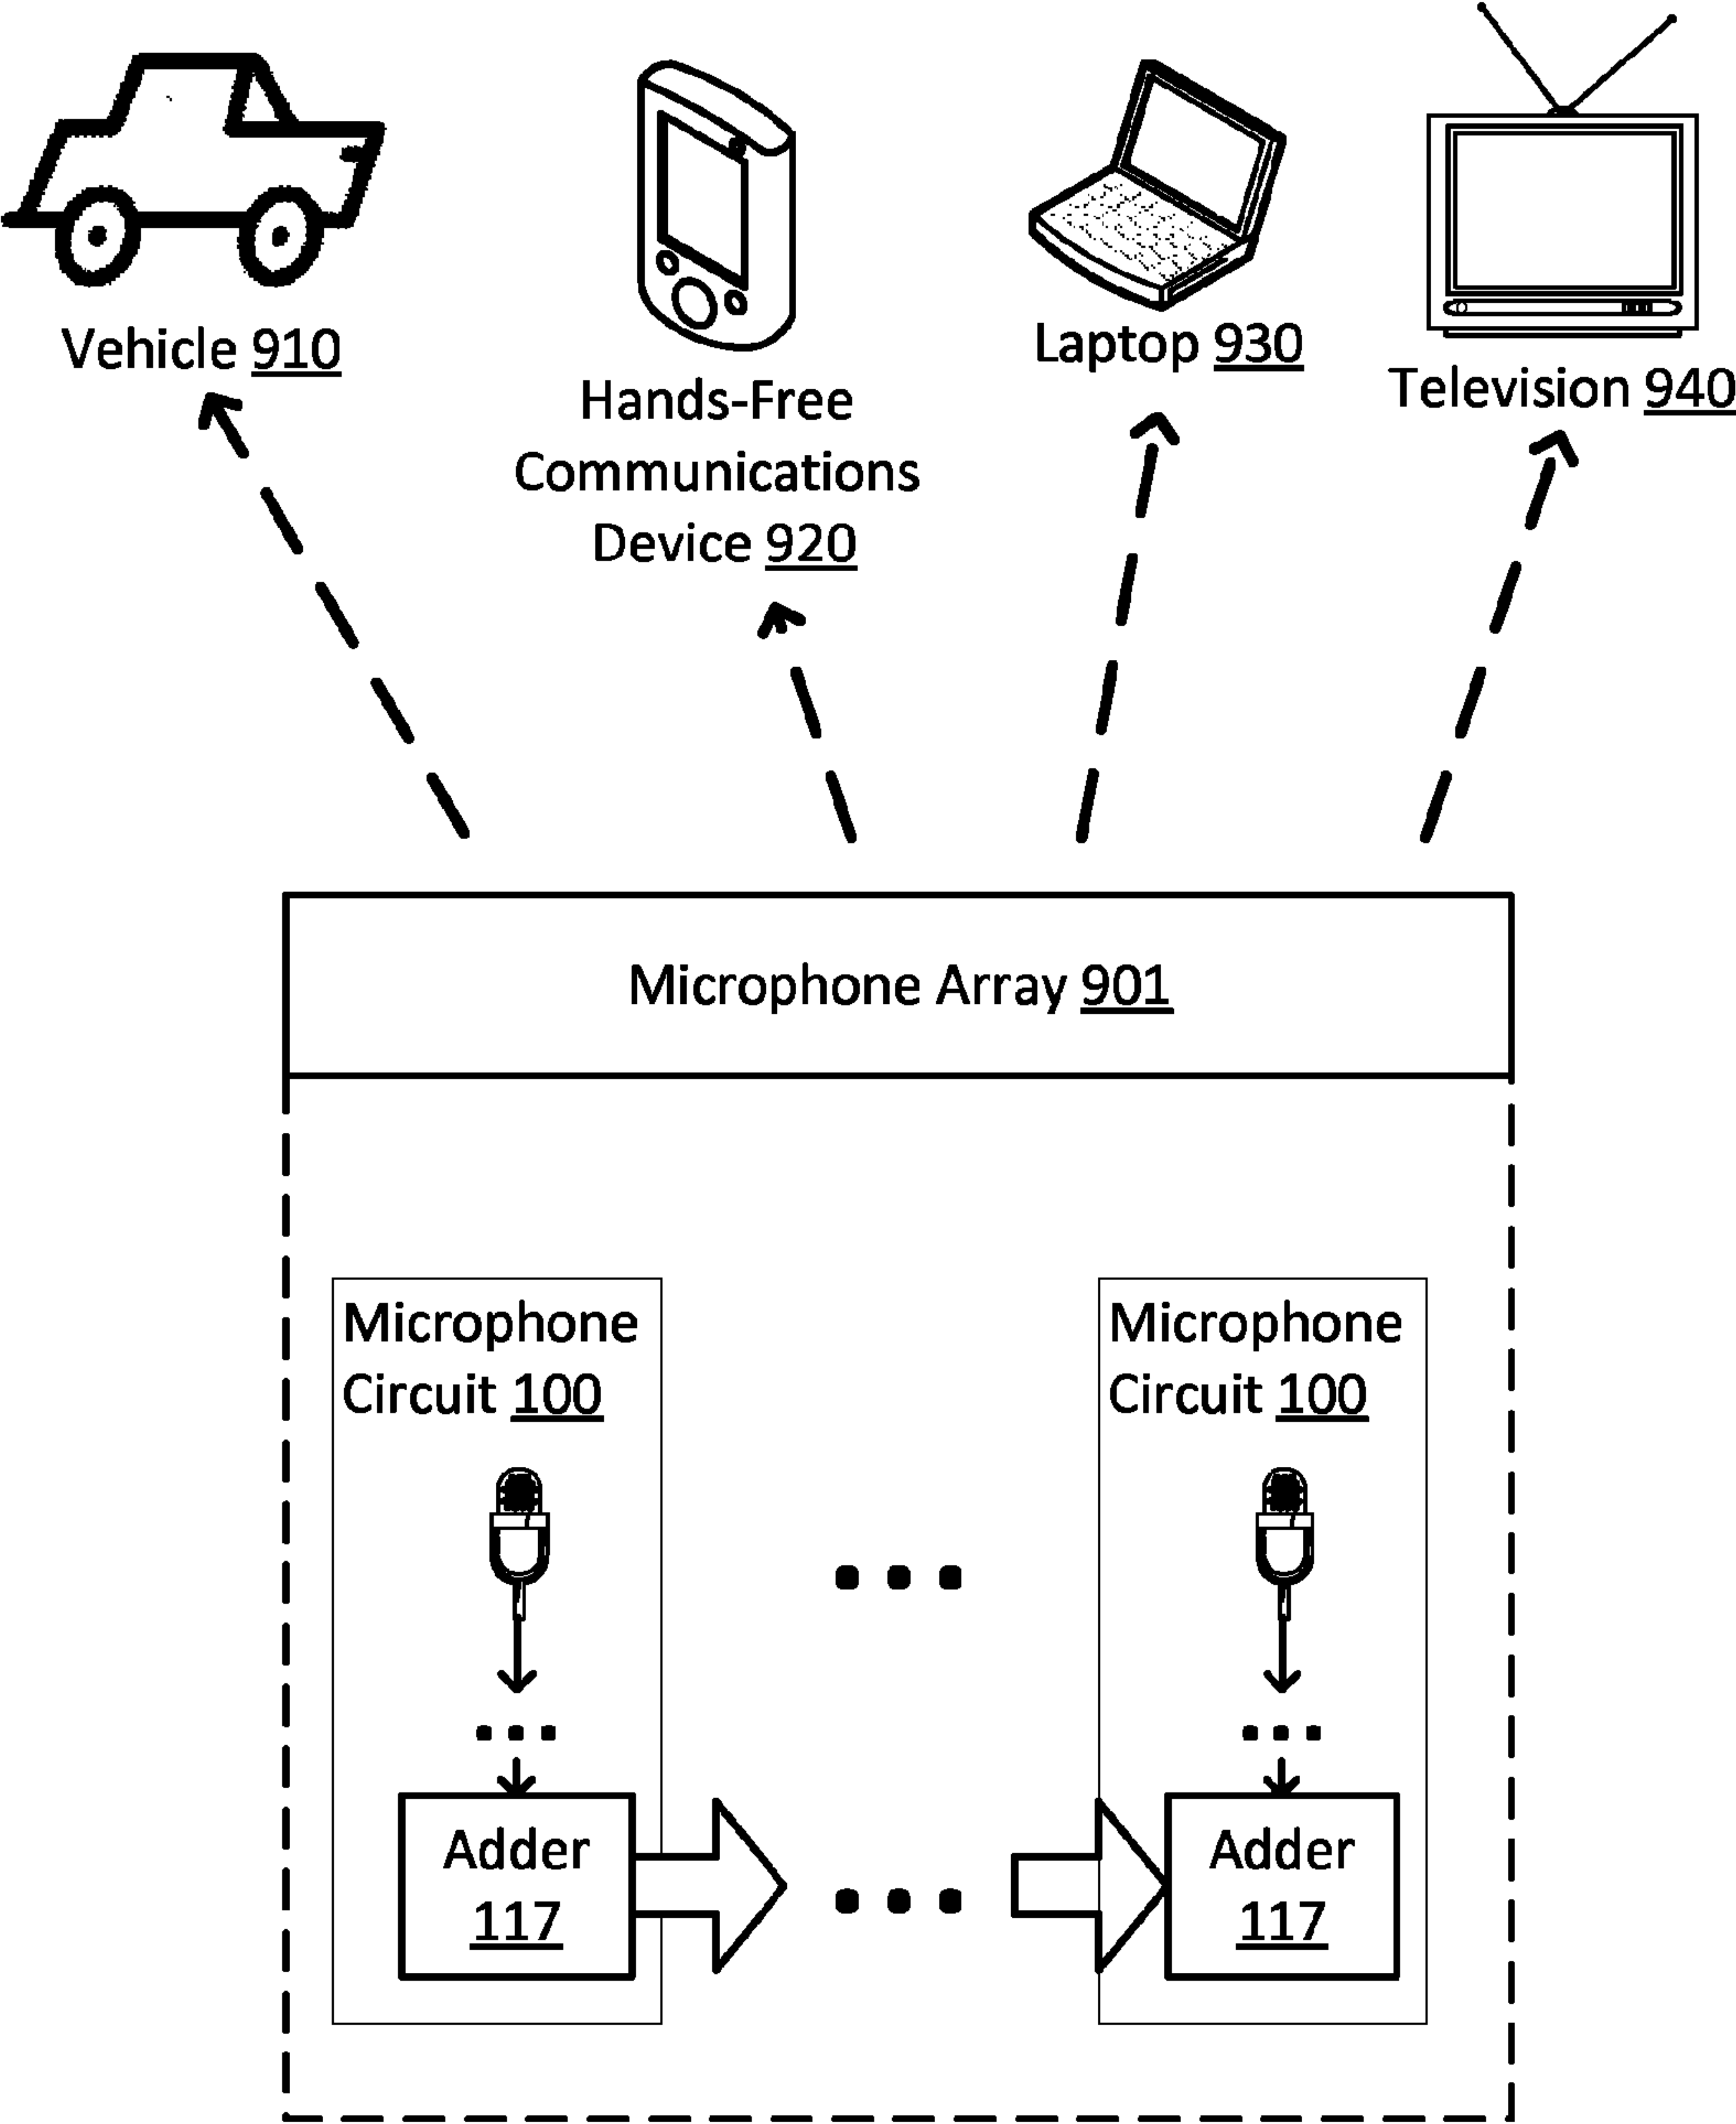 Vehicle 910
Hands-Free
Communications
Device 920
Laptop 930
Television 940
Microphone Array 901
Microphone
Circuit 100
Adder
117
Microphone
Circuit 100
Adder
117